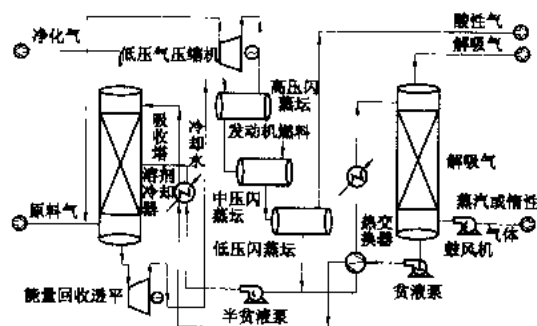 净化气
低压气压缩机
酸性气
解吸气
高压闪
蒸坛
发动机燃料
吸收塔
冷却水
溶剂
冷却
器
中压闪
蒸坛
解吸气
原料气
低压闪蒸坛
热交
换器
蒸汽或惰性
气体
鼓风机
能量回收透平
半贫液泵
贫液泵